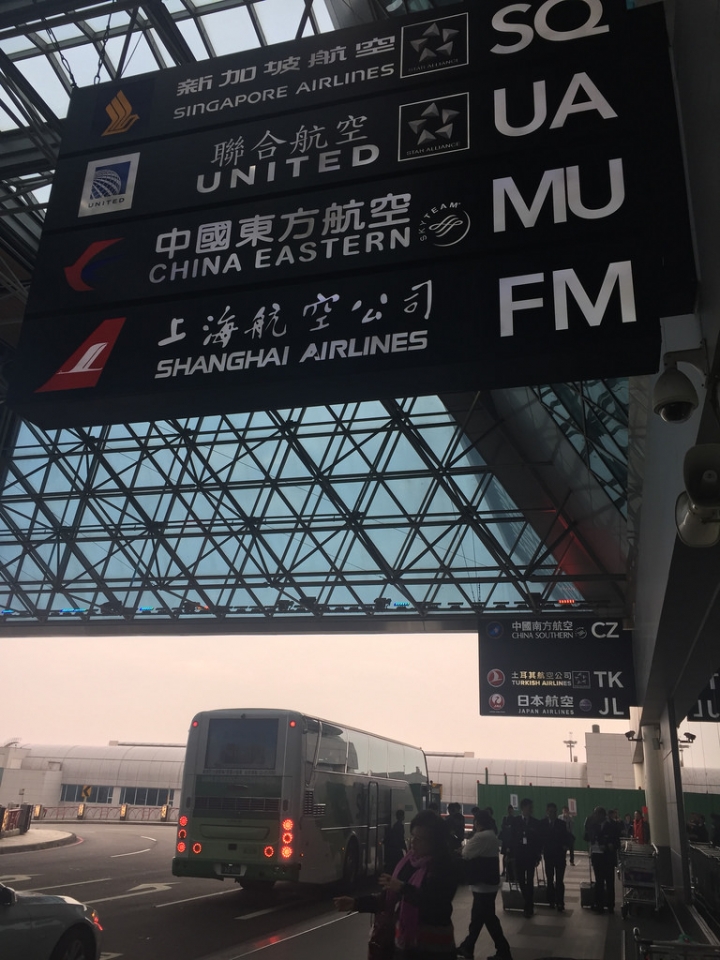 新加坡航空
SINGAPORE AIRLINES
STAR ALLIANCE
SQ
UNITED
聯合航空
UNITED
STAR ALLIANCE
UA
中國東方航空
CHINA EASTERN
SKYTEAM
MU
上海航空公司
SHANGHAI AIRLINES
FM
中國南方航空
CHINA SOUTHERN
CZ
土耳其航空公司
TURKISH AIRLINES
TK
日本航空
JAPAN AIRLINES
JL